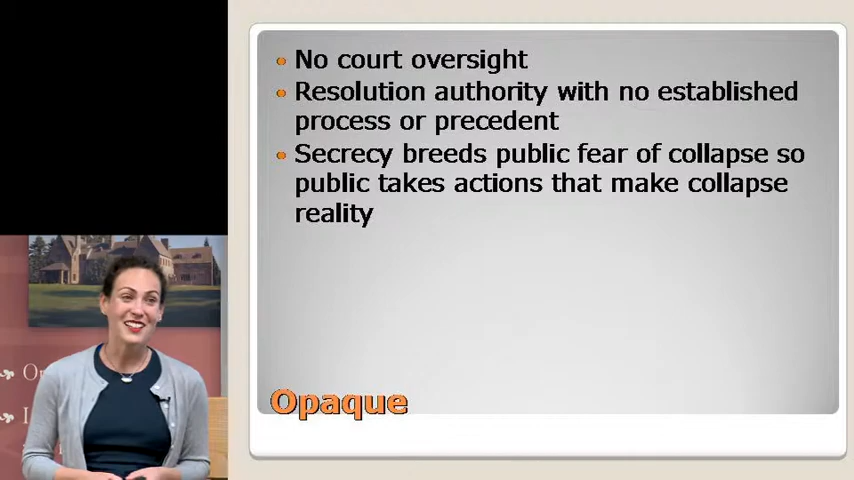 No court oversight
Resolution authority with no established
process or precedent
Secrecy breeds public fear of collapse so
public takes actions that make collapse
reality
Opaque